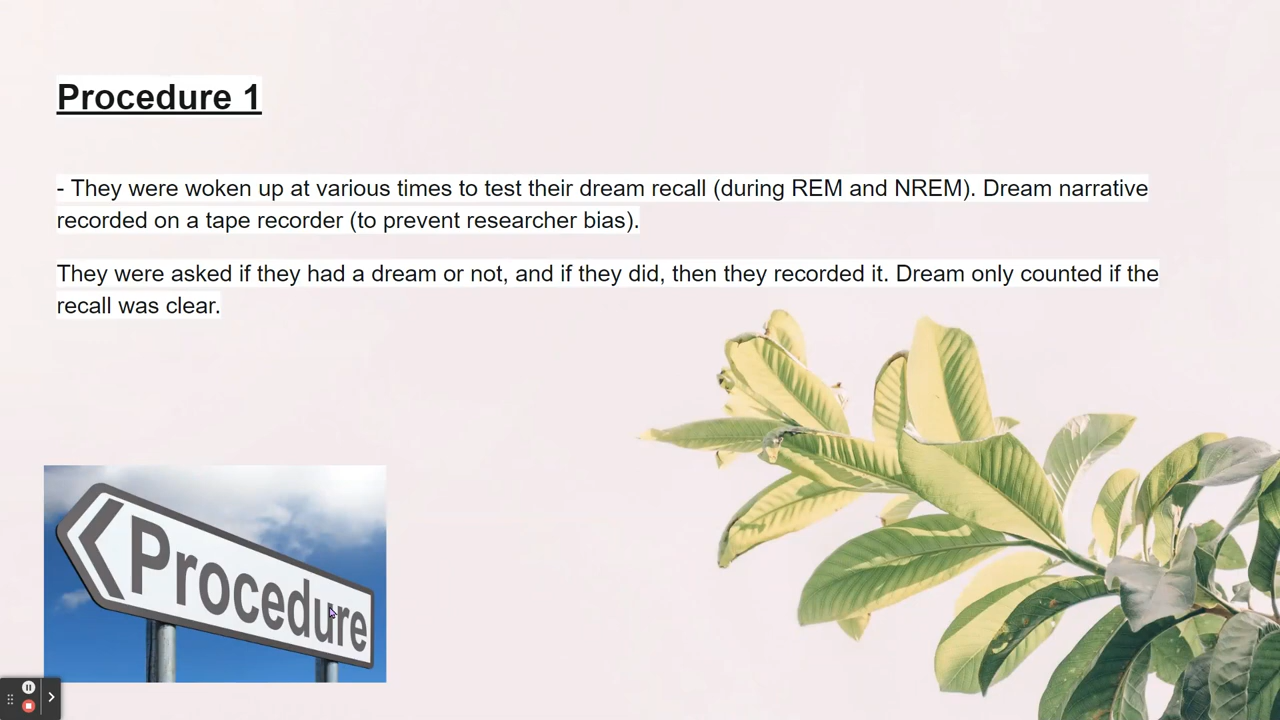 Procedure 1
- They were woken up at various times to test their dream recall (during REM and NREM). Dream narrative
recorded on a tape recorder (to prevent researcher bias).
They were asked if they had a dream or not, and if they did, then they recorded it. Dream only counted if the
recall was clear.
Procedure